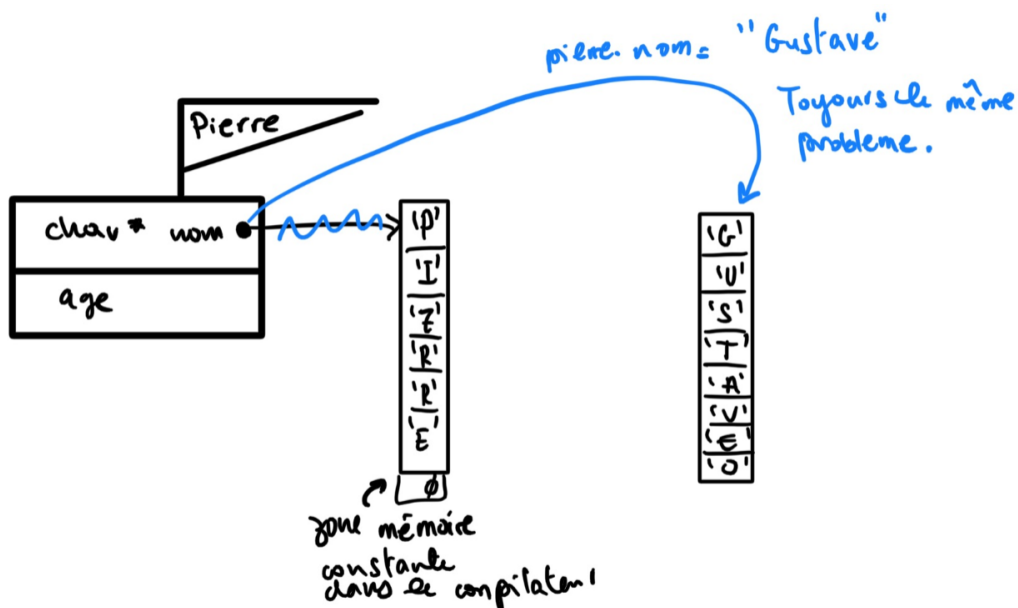 pierre.nom = "Gustave"
Toujours le même
problème.
Pierre
char* nom
age
'P'
'I'
'Z'
'R'
'R'
'E'
ø
'G'
'U'
'S'
'T'
'A'
'V'
'E'
'O'
zone mémoire
constante
dans le compilateur